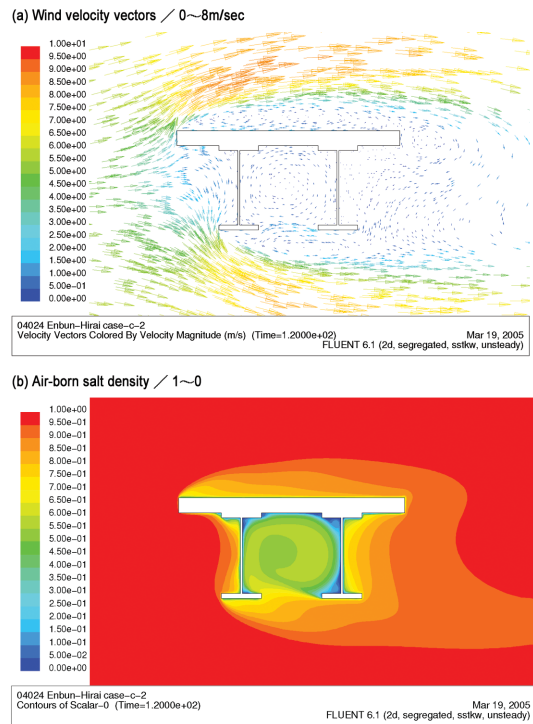 (a) Wind velocity vectors ／ 0～8m/sec
1.00e+01
9.50e+00
9.00e+00
8.50e+00
8.00e+00
7.50e+00
7.00e+00
6.50e+00
6.00e+00
5.50e+00
5.00e+00
4.50e+00
4.00e+00
3.50e+00
3.00e+00
2.50e+00
2.00e+00
1.50e+00
1.00e+00
5.00e-01
0.00e+00
04024 Enbun-Hirai case-c-2
Velocity Vectors Colored By Velocity Magnitude (m/s) (Time=1.2000e+02) Mar 19, 2005
FLUENT 6.1 (2d, segregated, sstkw, unsteady)
(b) Air-born salt density ／ 1～0
1.00e+00
9.50e-01
9.00e-01
8.50e-01
8.00e-01
7.50e-01
7.00e-01
6.50e-01
6.00e-01
5.50e-01
5.00e-01
4.50e-01
4.00e-01
3.50e-01
3.00e-01
2.50e-01
2.00e-01
1.50e-01
1.00e-01
5.00e-02
0.00e+00
04024 Enbun-Hirai case-c-2
Contours of Scalar-0 (Time=1.2000e+02) Mar 19, 2005
FLUENT 6.1 (2d, segregated, sstkw, unsteady)